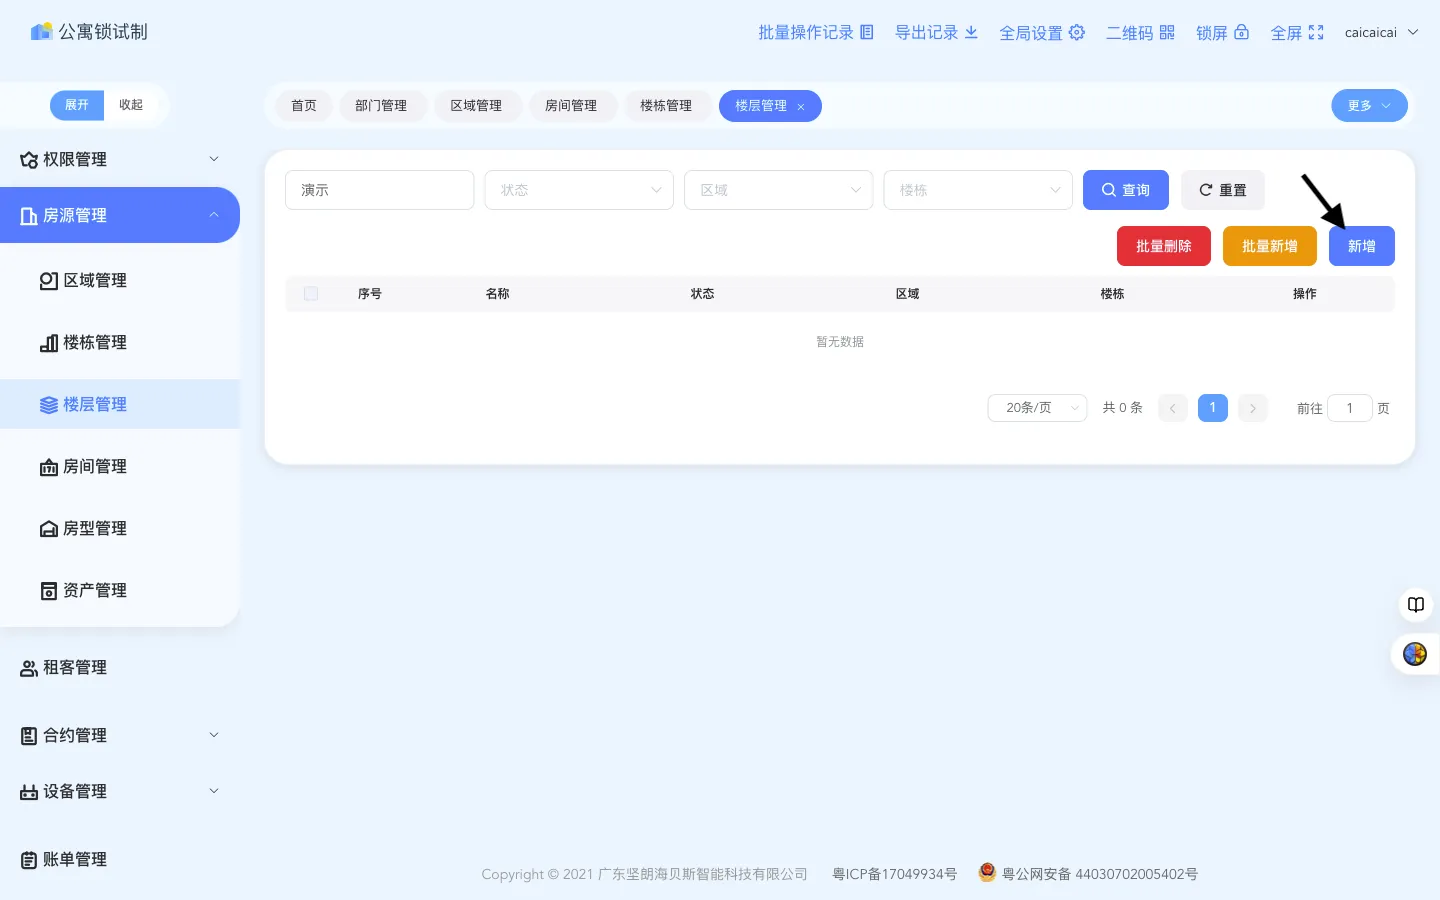 公寓锁试制
批量操作记录 导出记录 全局设置 二维码 锁屏 全屏 caicaicai
展开 收起
首页 部门管理 区域管理 房间管理 楼栋管理 楼层管理 × 更多
权限管理
房源管理
区域管理
楼栋管理
楼层管理
房间管理
房型管理
资产管理
租客管理
合约管理
设备管理
账单管理
演示 状态 区域 楼栋 查询 重置
批量删除 批量新增 新增
序号 名称 状态 区域 楼栋 操作
暂无数据
20条/页 共 0 条 1 前往 1 页
Copyright © 2021 广东坚朗海贝斯智能科技有限公司 粤ICP备17049934号 粤公网安备 44030702005402号